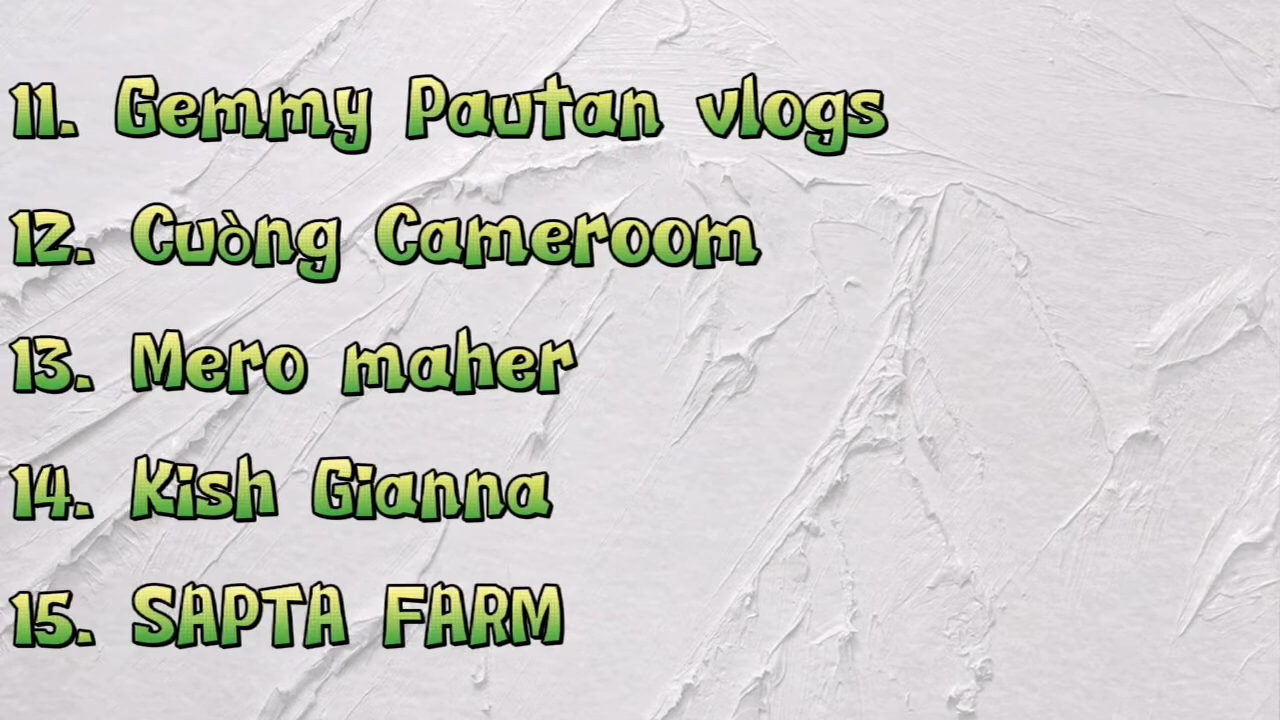 11. Gemmy Pautan vlogs
12. Cuòng Cameroom
13. Mero maher
14. Kish Gianna
15. SAPTA FARM